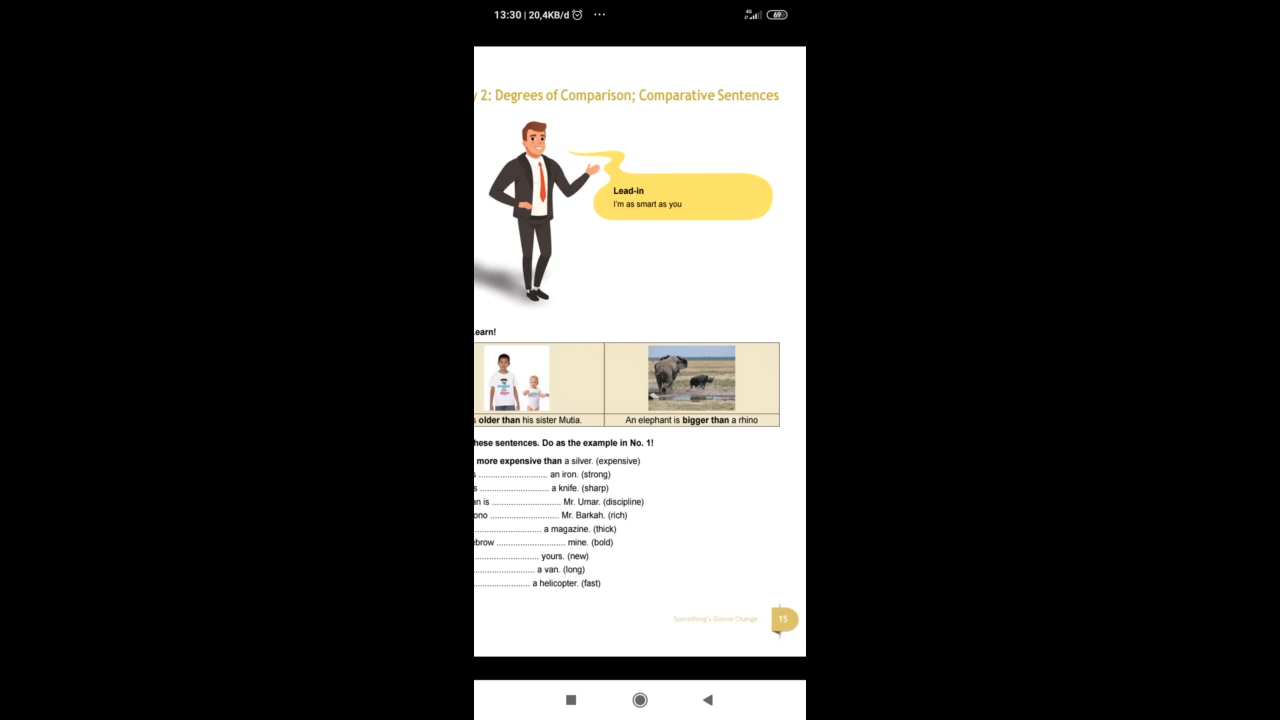 13:30 | 20,4KB/d
4G
69
2: Degrees of Comparison; Comparative Sentences
Lead-in
I'm as smart as you
earn!
older than his sister Mutia.
An elephant is bigger than a rhino
hese sentences. Do as the example in No. 1!
more expensive than a silver. (expensive)
s ............................ an iron. (strong)
s ............................ a knife. (sharp)
an is ............................ Mr. Umar. (discipline)
ono ............................ Mr. Barkah. (rich)
............................ a magazine. (thick)
ebrow ............................ mine. (bold)
............................ yours. (new)
............................ a van. (long)
............................ a helicopter. (fast)
Something's Gonna Change
15